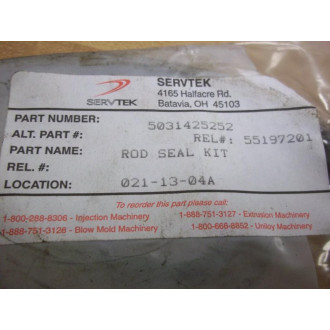 SERVTEK
4165 Halfacre Rd.
Batavia, OH 45103
SERVTEK
PART NUMBER: 5031425252
ALT. PART #: REL#: 55197201
PART NAME: ROD SEAL KIT
REL. #:
LOCATION: 021-13-04A
To reorder this part please call:
1-800-288-8306 - Injection Machinery
1-888-751-3127 - Extrusion Machinery
1-888-751-3126 - Blow Mold Machinery
1-800-666-8852 - Uniloy Machinery